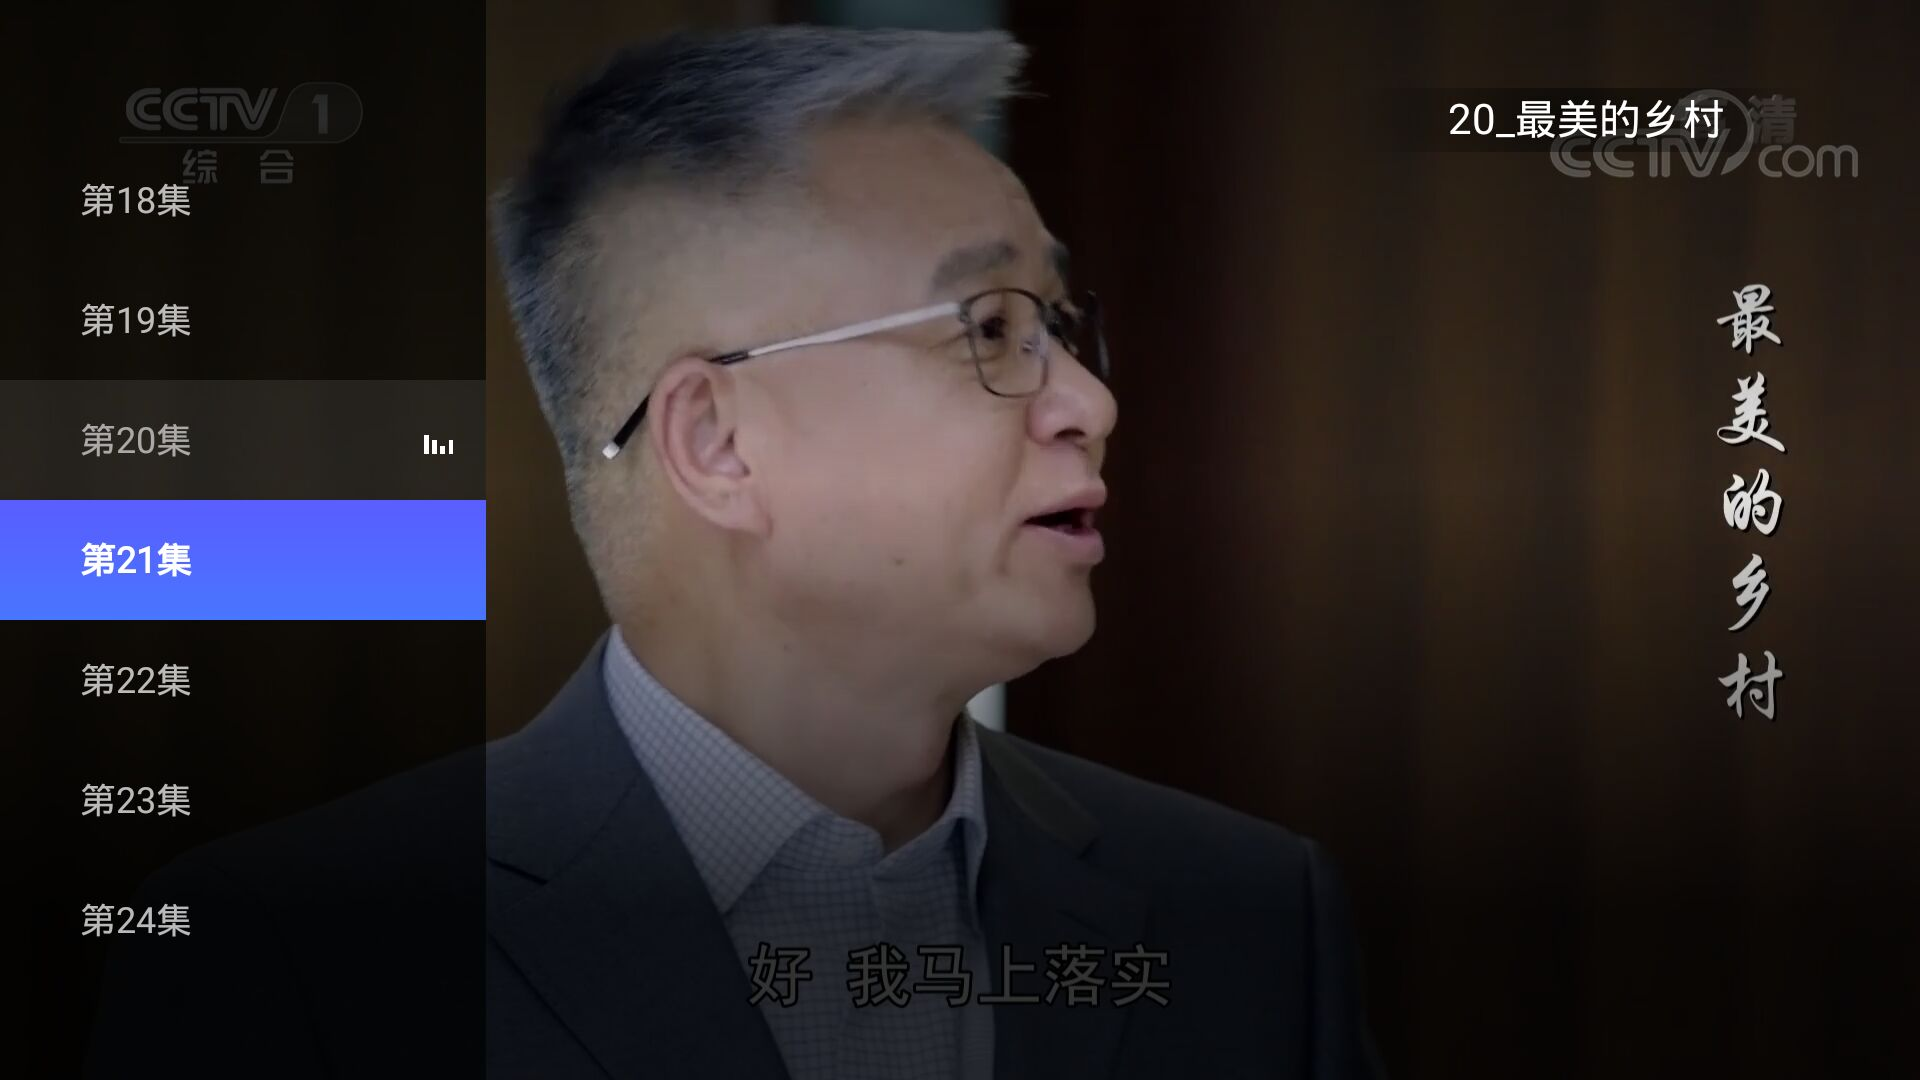 CCTV 1
综合
20_最美的乡村
清
cctv.com
第18集
第19集
第20集
第21集
第22集
第23集
第24集
最美的乡村
好 我马上落实